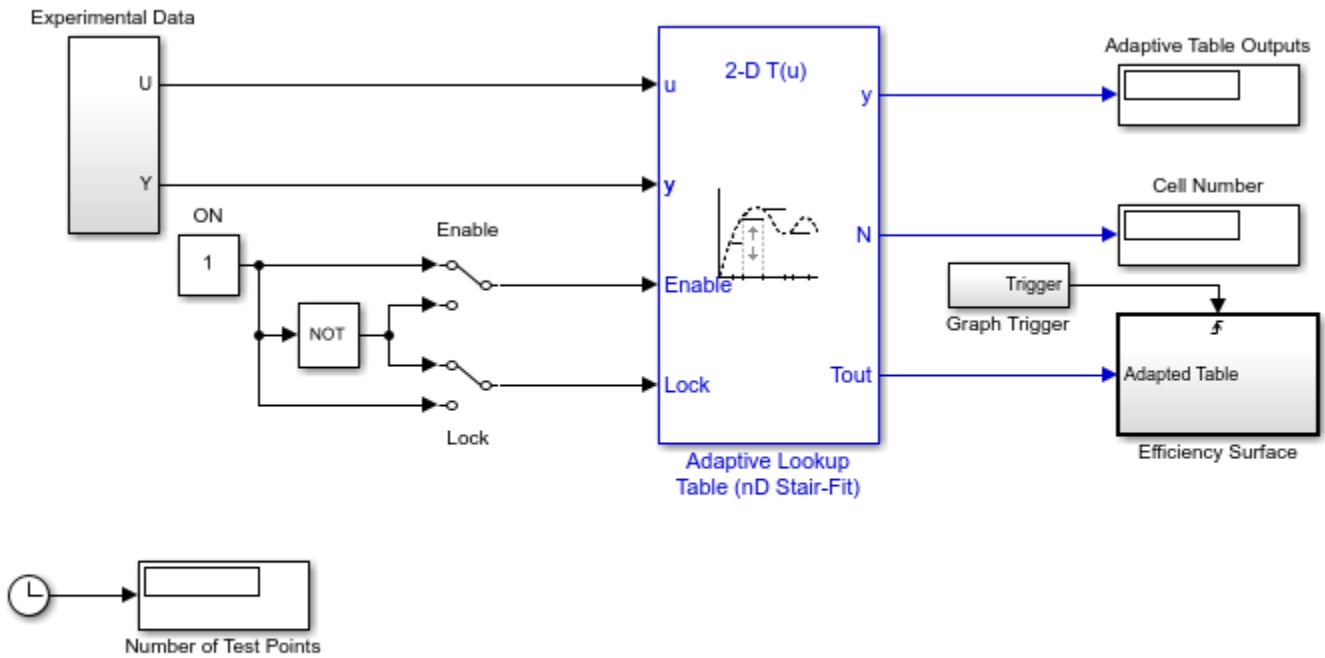 Experimental Data
U
Y
ON
1
NOT
Enable
Lock
2-D T(u)
u
y
Enable
Lock
y
N
Tout
Adaptive Lookup
Table (nD Stair-Fit)
Adaptive Table Outputs
Cell Number
Trigger
Graph Trigger
Adapted Table
Efficiency Surface
Number of Test Points